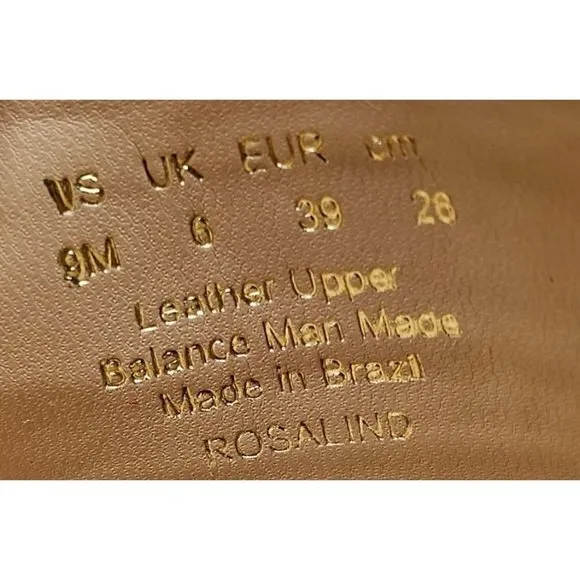 US UK EUR cm
9M 6 39 26
Leather Upper
Balance Man Made
Made in Brazil
ROSALIND